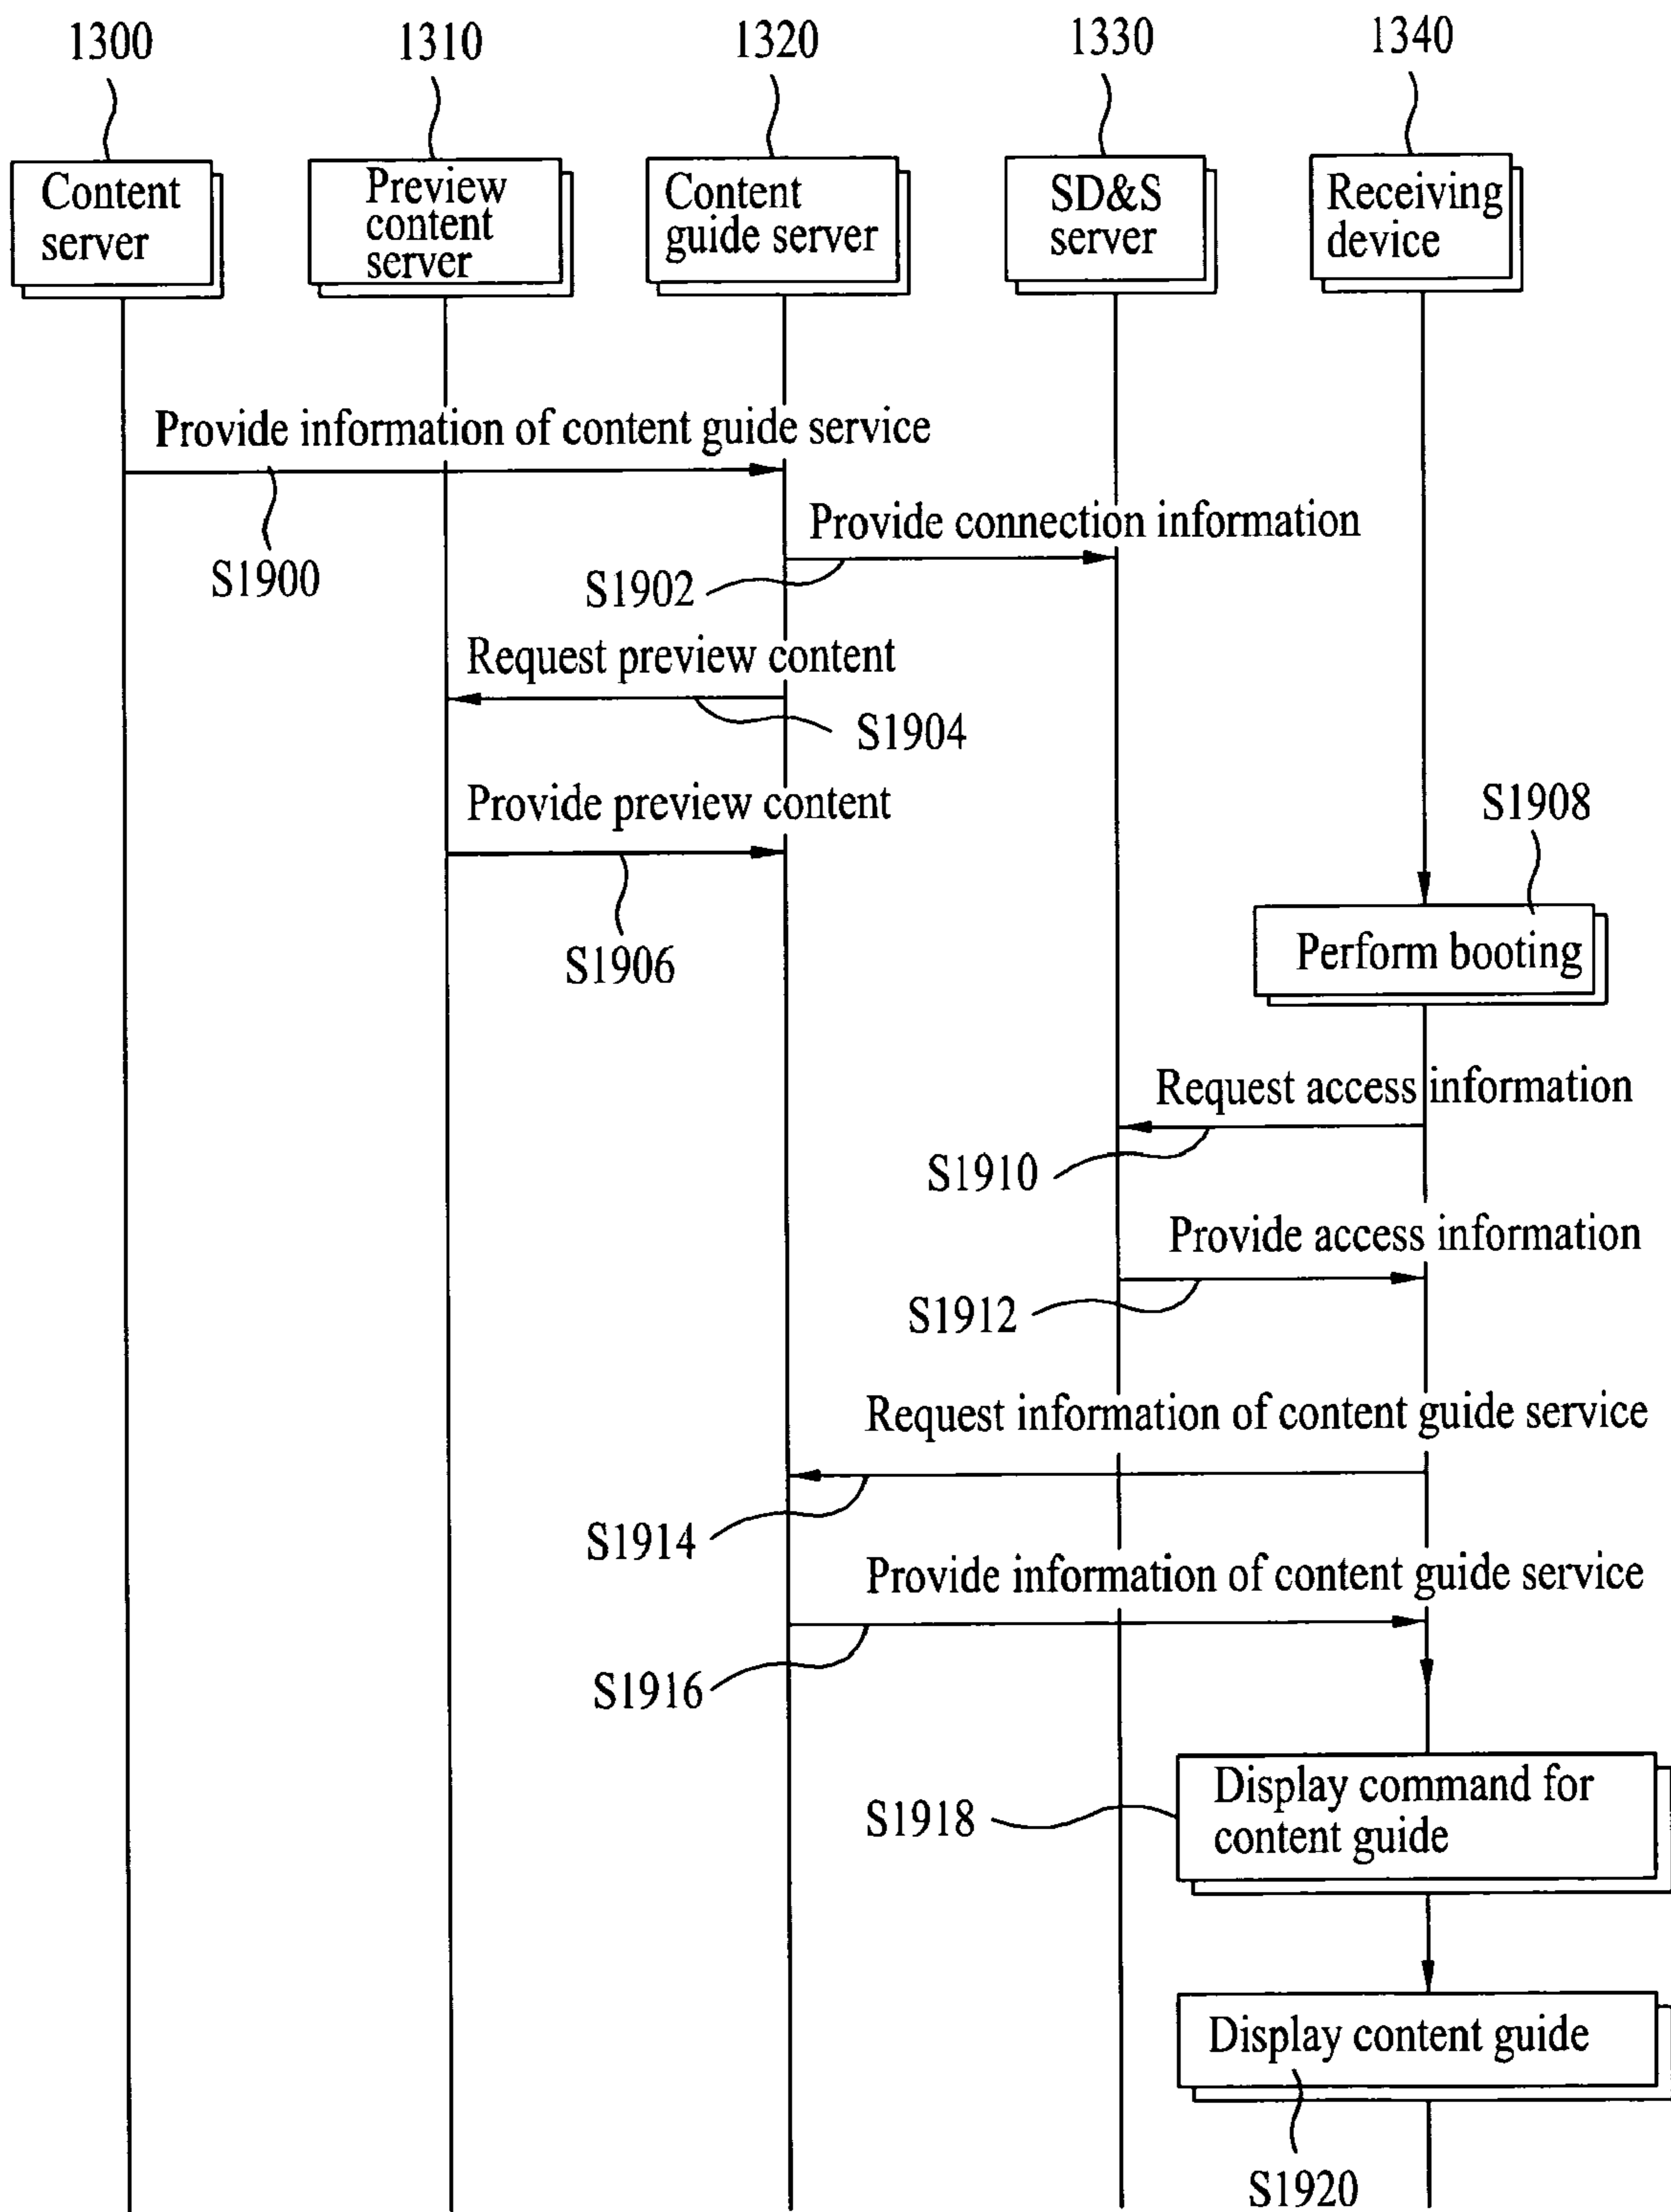 1300
1310
1320
1330
1340
Content
server
Preview
content
server
Content
guide server
SD&S
server
Receiving
device
Provide information of content guide service
S1900
Provide connection information
S1902
Request preview content
S1904
Provide preview content
S1906
S1908
Perform booting
Request access information
S1910
Provide access information
S1912
Request information of content guide service
S1914
Provide information of content guide service
S1916
S1918
Display command for
content guide
Display content guide
S1920